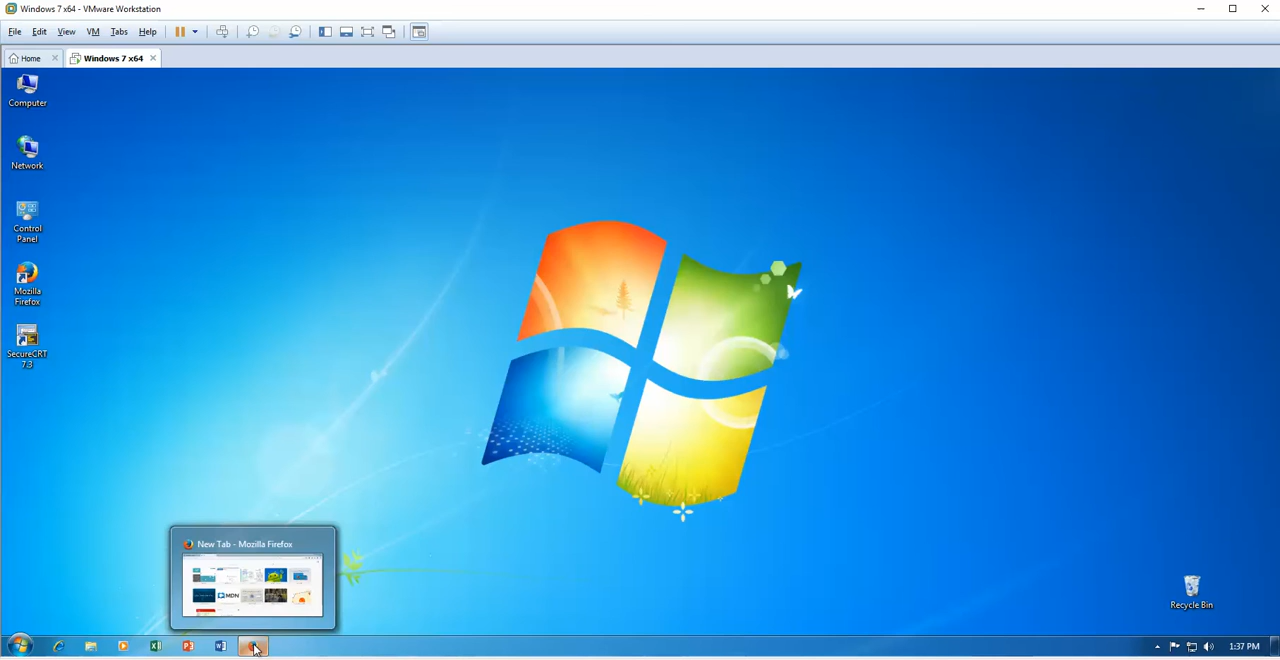 Windows 7 x64 - VMware Workstation
File Edit View VM Tabs Help
Home
Windows 7 x64
Computer
Network
Control
Panel
Mozilla
Firefox
SecureCRT
7.3
New Tab - Mozilla Firefox
MDN
Recycle Bin
1:37 PM